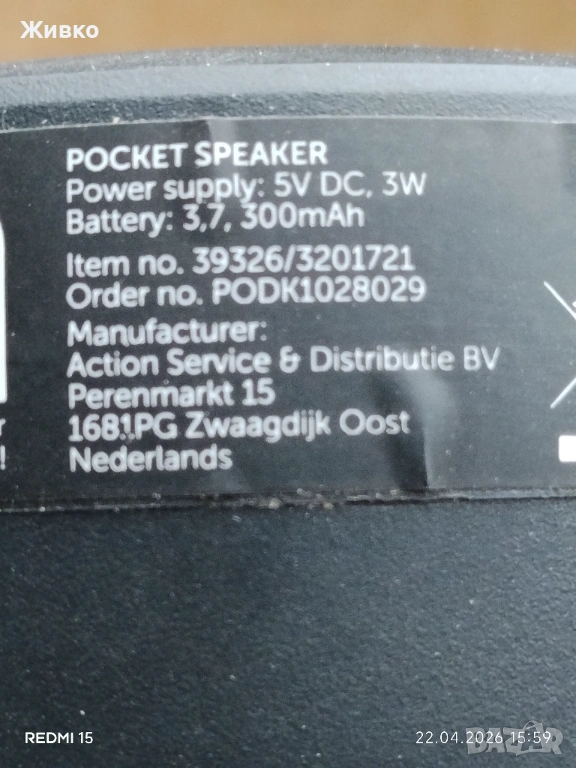 Живко
POCKET SPEAKER
Power supply: 5V DC, 3W
Battery: 3,7, 300mAh
Item no. 39326/3201721
Order no. PODK1028029
Manufacturer:
Action Service & Distributie BV
Perenmarkt 15
1681PG Zwaagdijk Oost
Nederlands
!
REDMI 15
22.04.2026 15:59
BAZAR